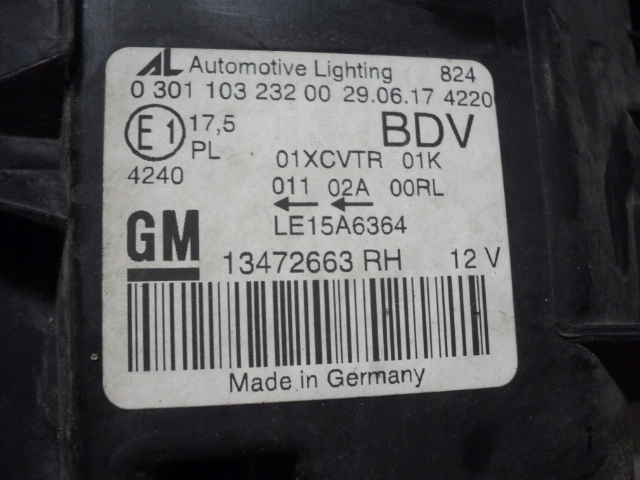 AL Automotive Lighting 824
0 301 103 232 00 29.06.17 4220
E1 17,5 BDV
PL 01XCVTR 01K
4240 011 02A 00RL
LE15A6364
GM 13472663 RH 12 V
Made in Germany